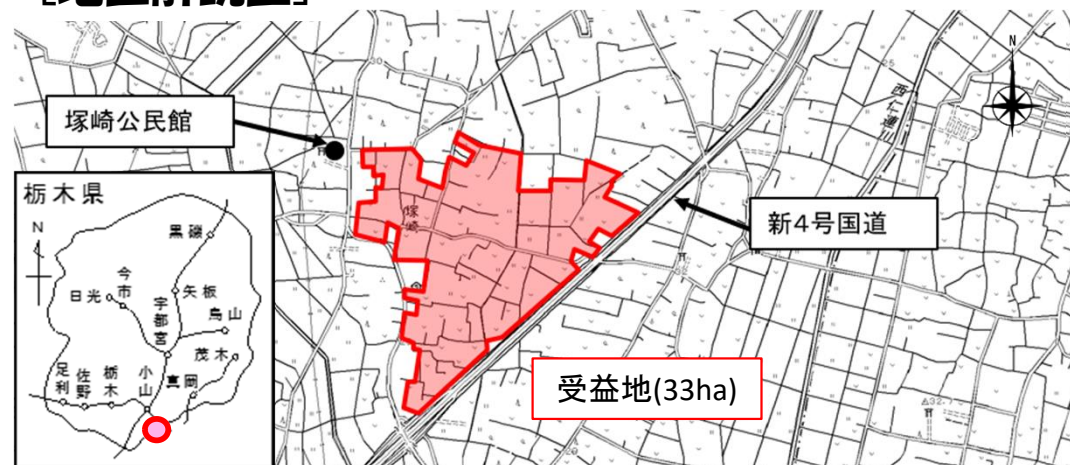 塚崎公民館
N
栃木県
N
黒磯
今市
日光
矢板
宇都宮
烏山
茂木
足利
佐野
栃木
小山
真岡
塚崎
西仁連川
新4号国道
受益地(33ha)